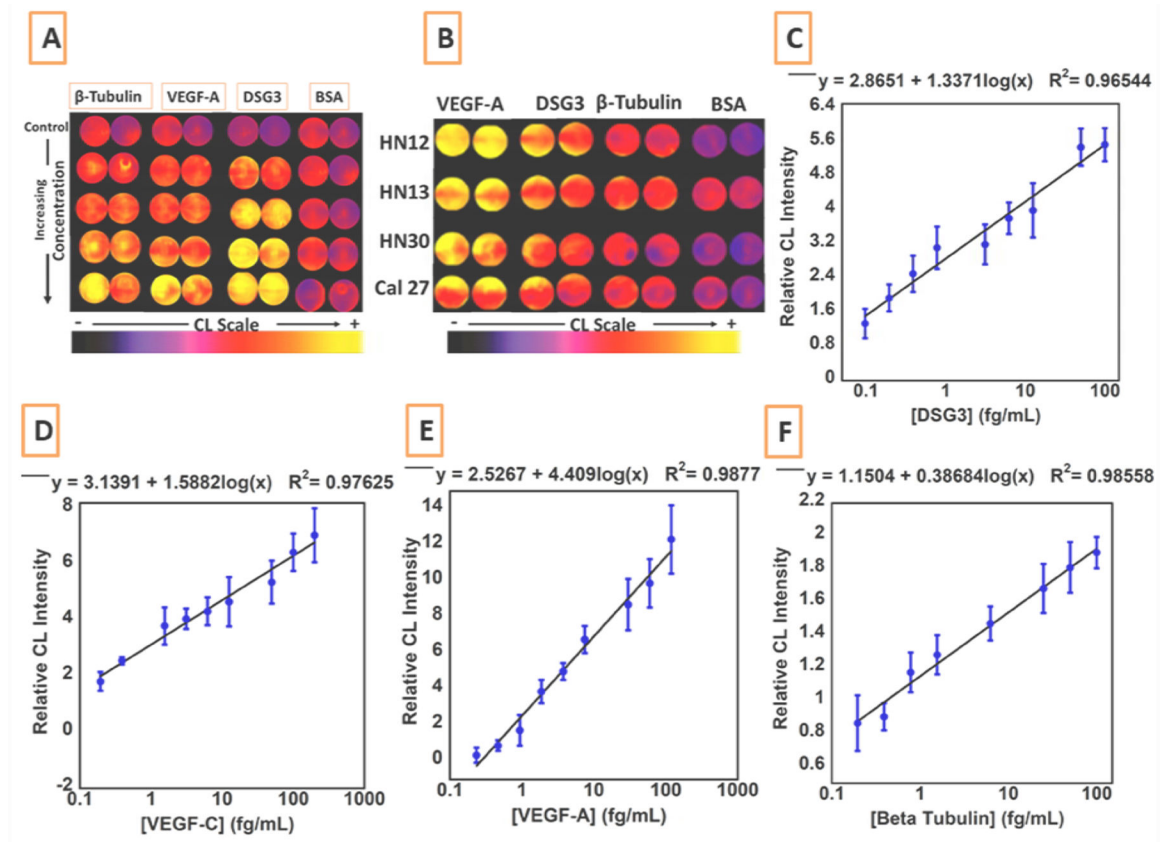 A
β-Tubulin VEGF-A DSG3 BSA
Control
Increasing
Concentration
- CL Scale +
B
VEGF-A DSG3 β-Tubulin BSA
HN12
HN13
HN30
Cal 27
- CL Scale +
C
y = 2.8651 + 1.3371log(x) R²= 0.96544
6.4
5.6
4.8
4
3.2
2.4
1.6
0.8
0
Relative CL Intensity
0.1 1 10 100
[DSG3] (fg/mL)
D
y = 3.1391 + 1.5882log(x) R²= 0.97625
8
6
4
2
0
-2
Relative CL Intensity
0.1 1 10 100 1000
[VEGF-C] (fg/mL)
E
y = 2.5267 + 4.409log(x) R²= 0.9877
14
12
10
8
6
4
2
0
Relative CL Intensity
0.1 1 10 100 1000
[VEGF-A] (fg/mL)
F
y = 1.1504 + 0.38684log(x) R²= 0.98558
2.2
2
1.8
1.6
1.4
1.2
1
0.8
0.6
Relative CL Intensity
0.1 1 10 100
[Beta Tubulin] (fg/mL)